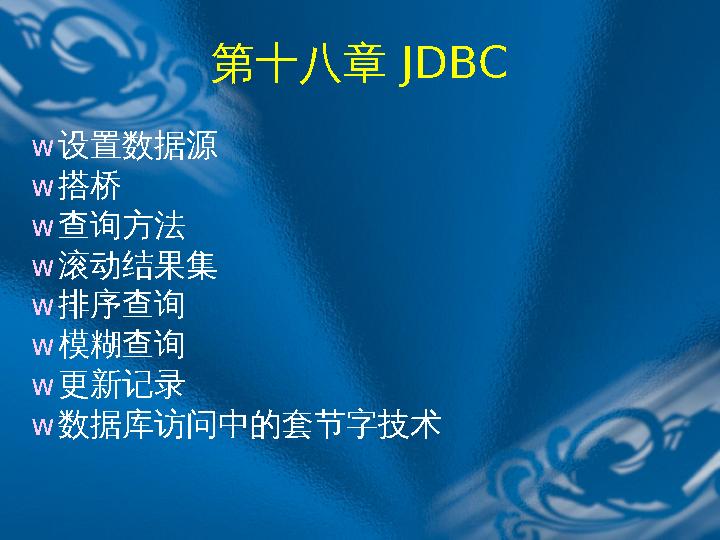 第十八章 JDBC
w设置数据源
w搭桥
w查询方法
w滚动结果集
w排序查询
w模糊查询
w更新记录
w数据库访问中的套节字技术